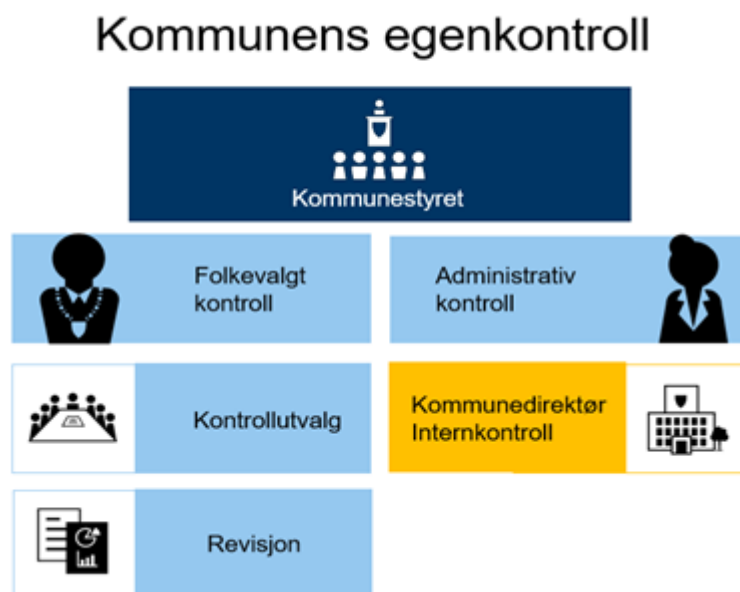 Kommunens egenkontroll
Kommunestyret
Folkevalgt
kontroll
Administrativ
kontroll
Kontrollutvalg
Kommunedirektør
Internkontroll
Revisjon